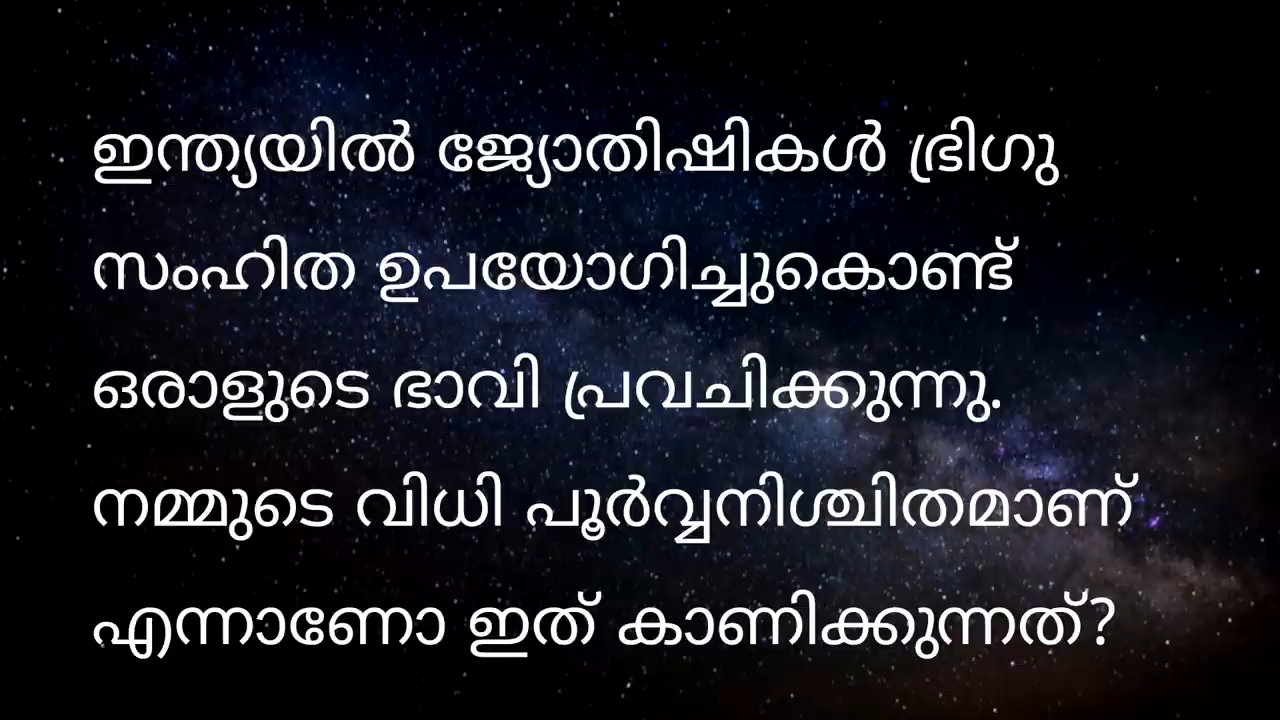 ഇന്ത്യയിൽ ജ്യോതിഷികൾ ഭ്രിഗു
സംഹിത ഉപയോഗിച്ചുകൊണ്ട്
ഒരാളുടെ ഭാവി പ്രവചിക്കുന്നു.
നമ്മുടെ വിധി പൂർവ്വനിശ്ചിതമാണ്
എന്നാണോ ഇത് കാണിക്കുന്നത്?